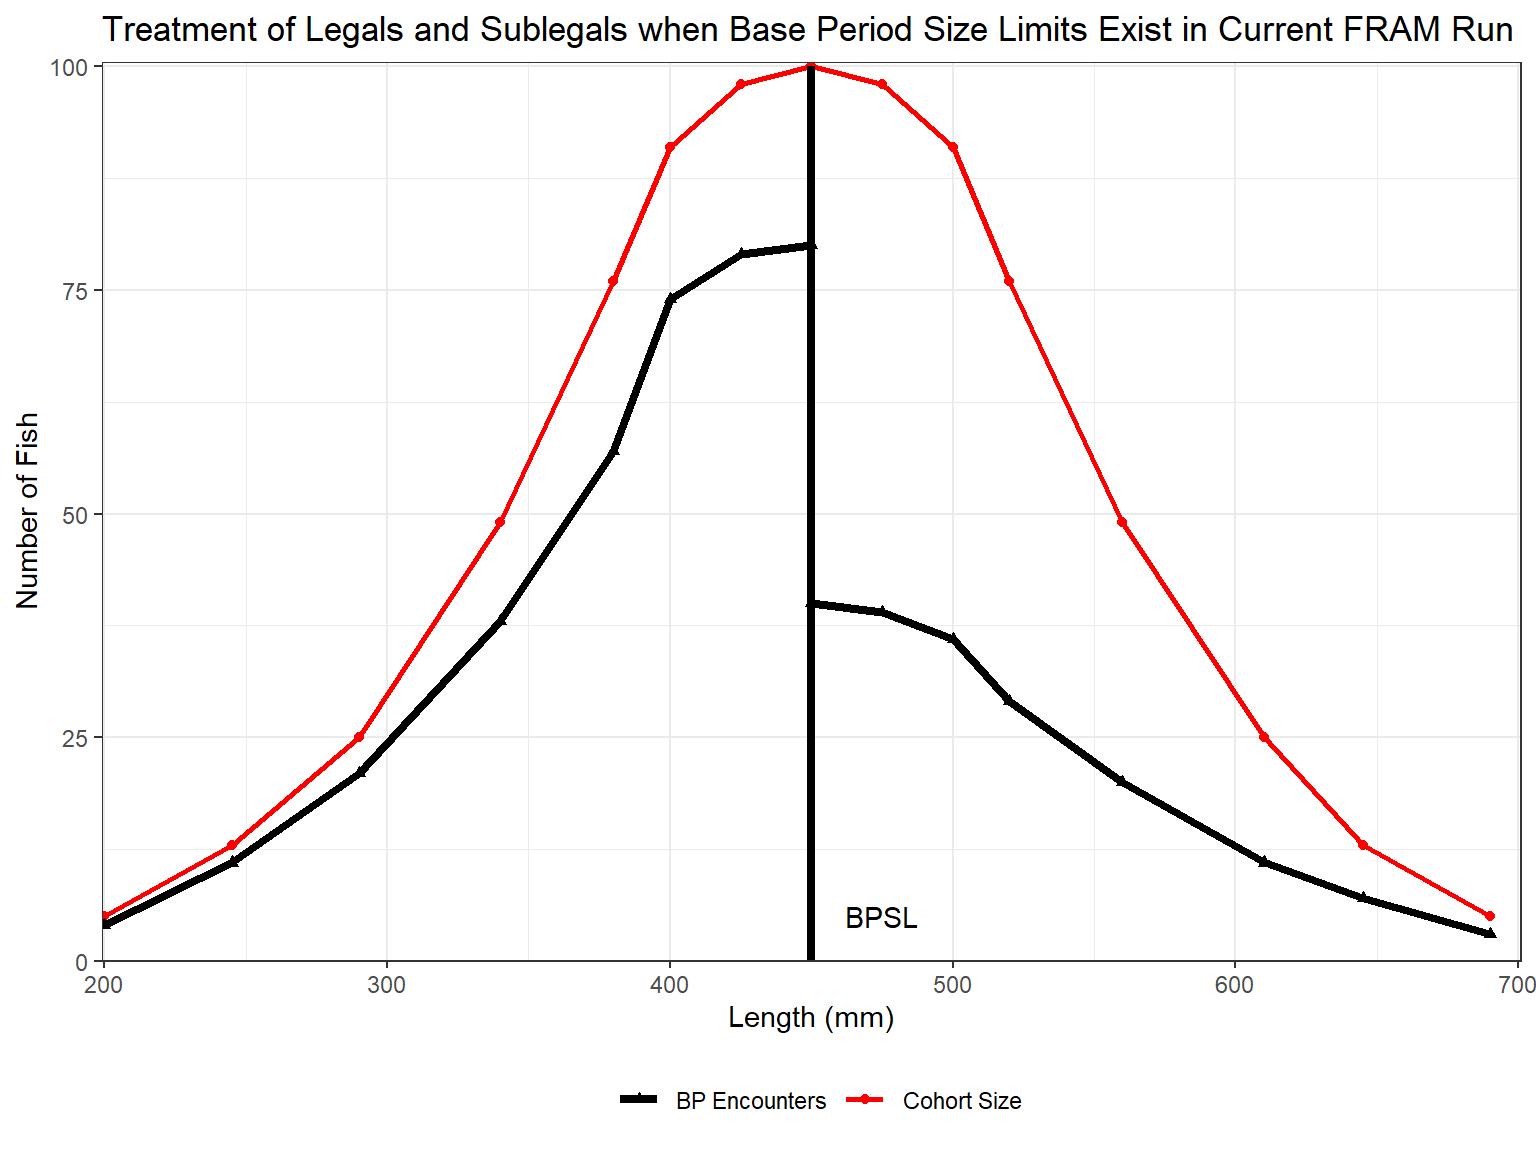 Treatment of Legals and Sublegals when Base Period Size Limits Exist in Current FRAM Run
100
75
50
25
0
Number of Fish
BPSL
200 300 400 500 600 700
Length (mm)
BP Encounters Cohort Size